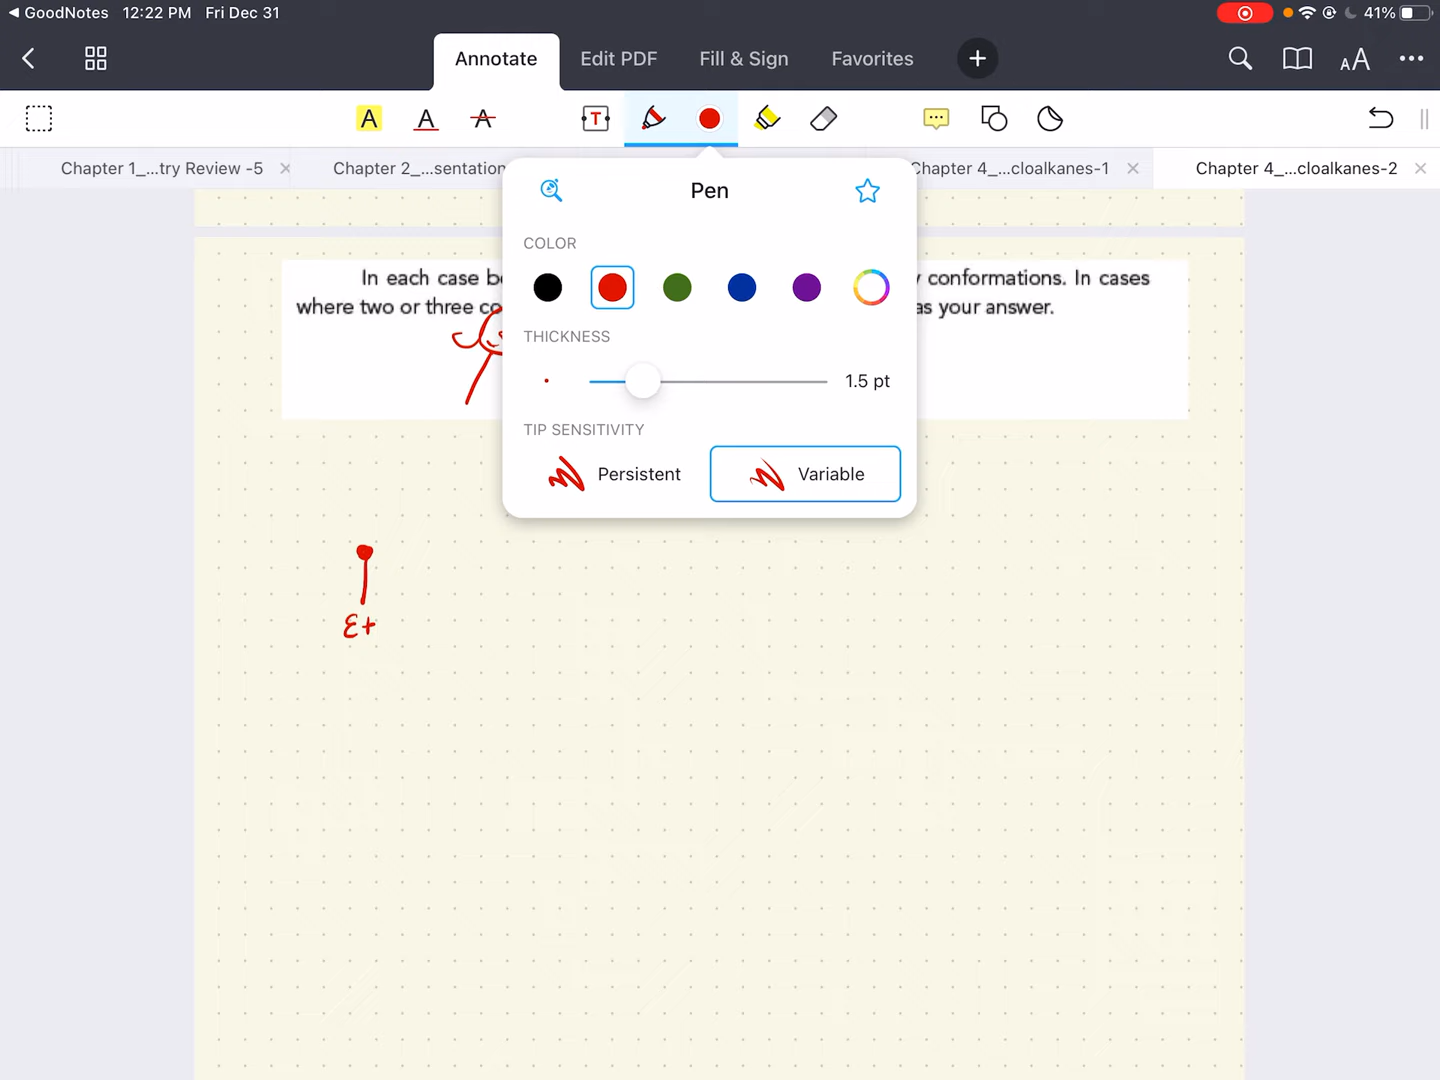 ◀ GoodNotes 12:22 PM Fri Dec 31 41%
Annotate Edit PDF Fill & Sign Favorites
A A A T
Chapter 1_...try Review -5 Chapter 2_...sentation cloalkanes-1 Chapter 4_...cloalkanes-2
Pen
COLOR
In each case be conformations. In cases
where two or three co as your answer.
THICKNESS
1.5 pt
TIP SENSITIVITY
Persistent Variable
Et